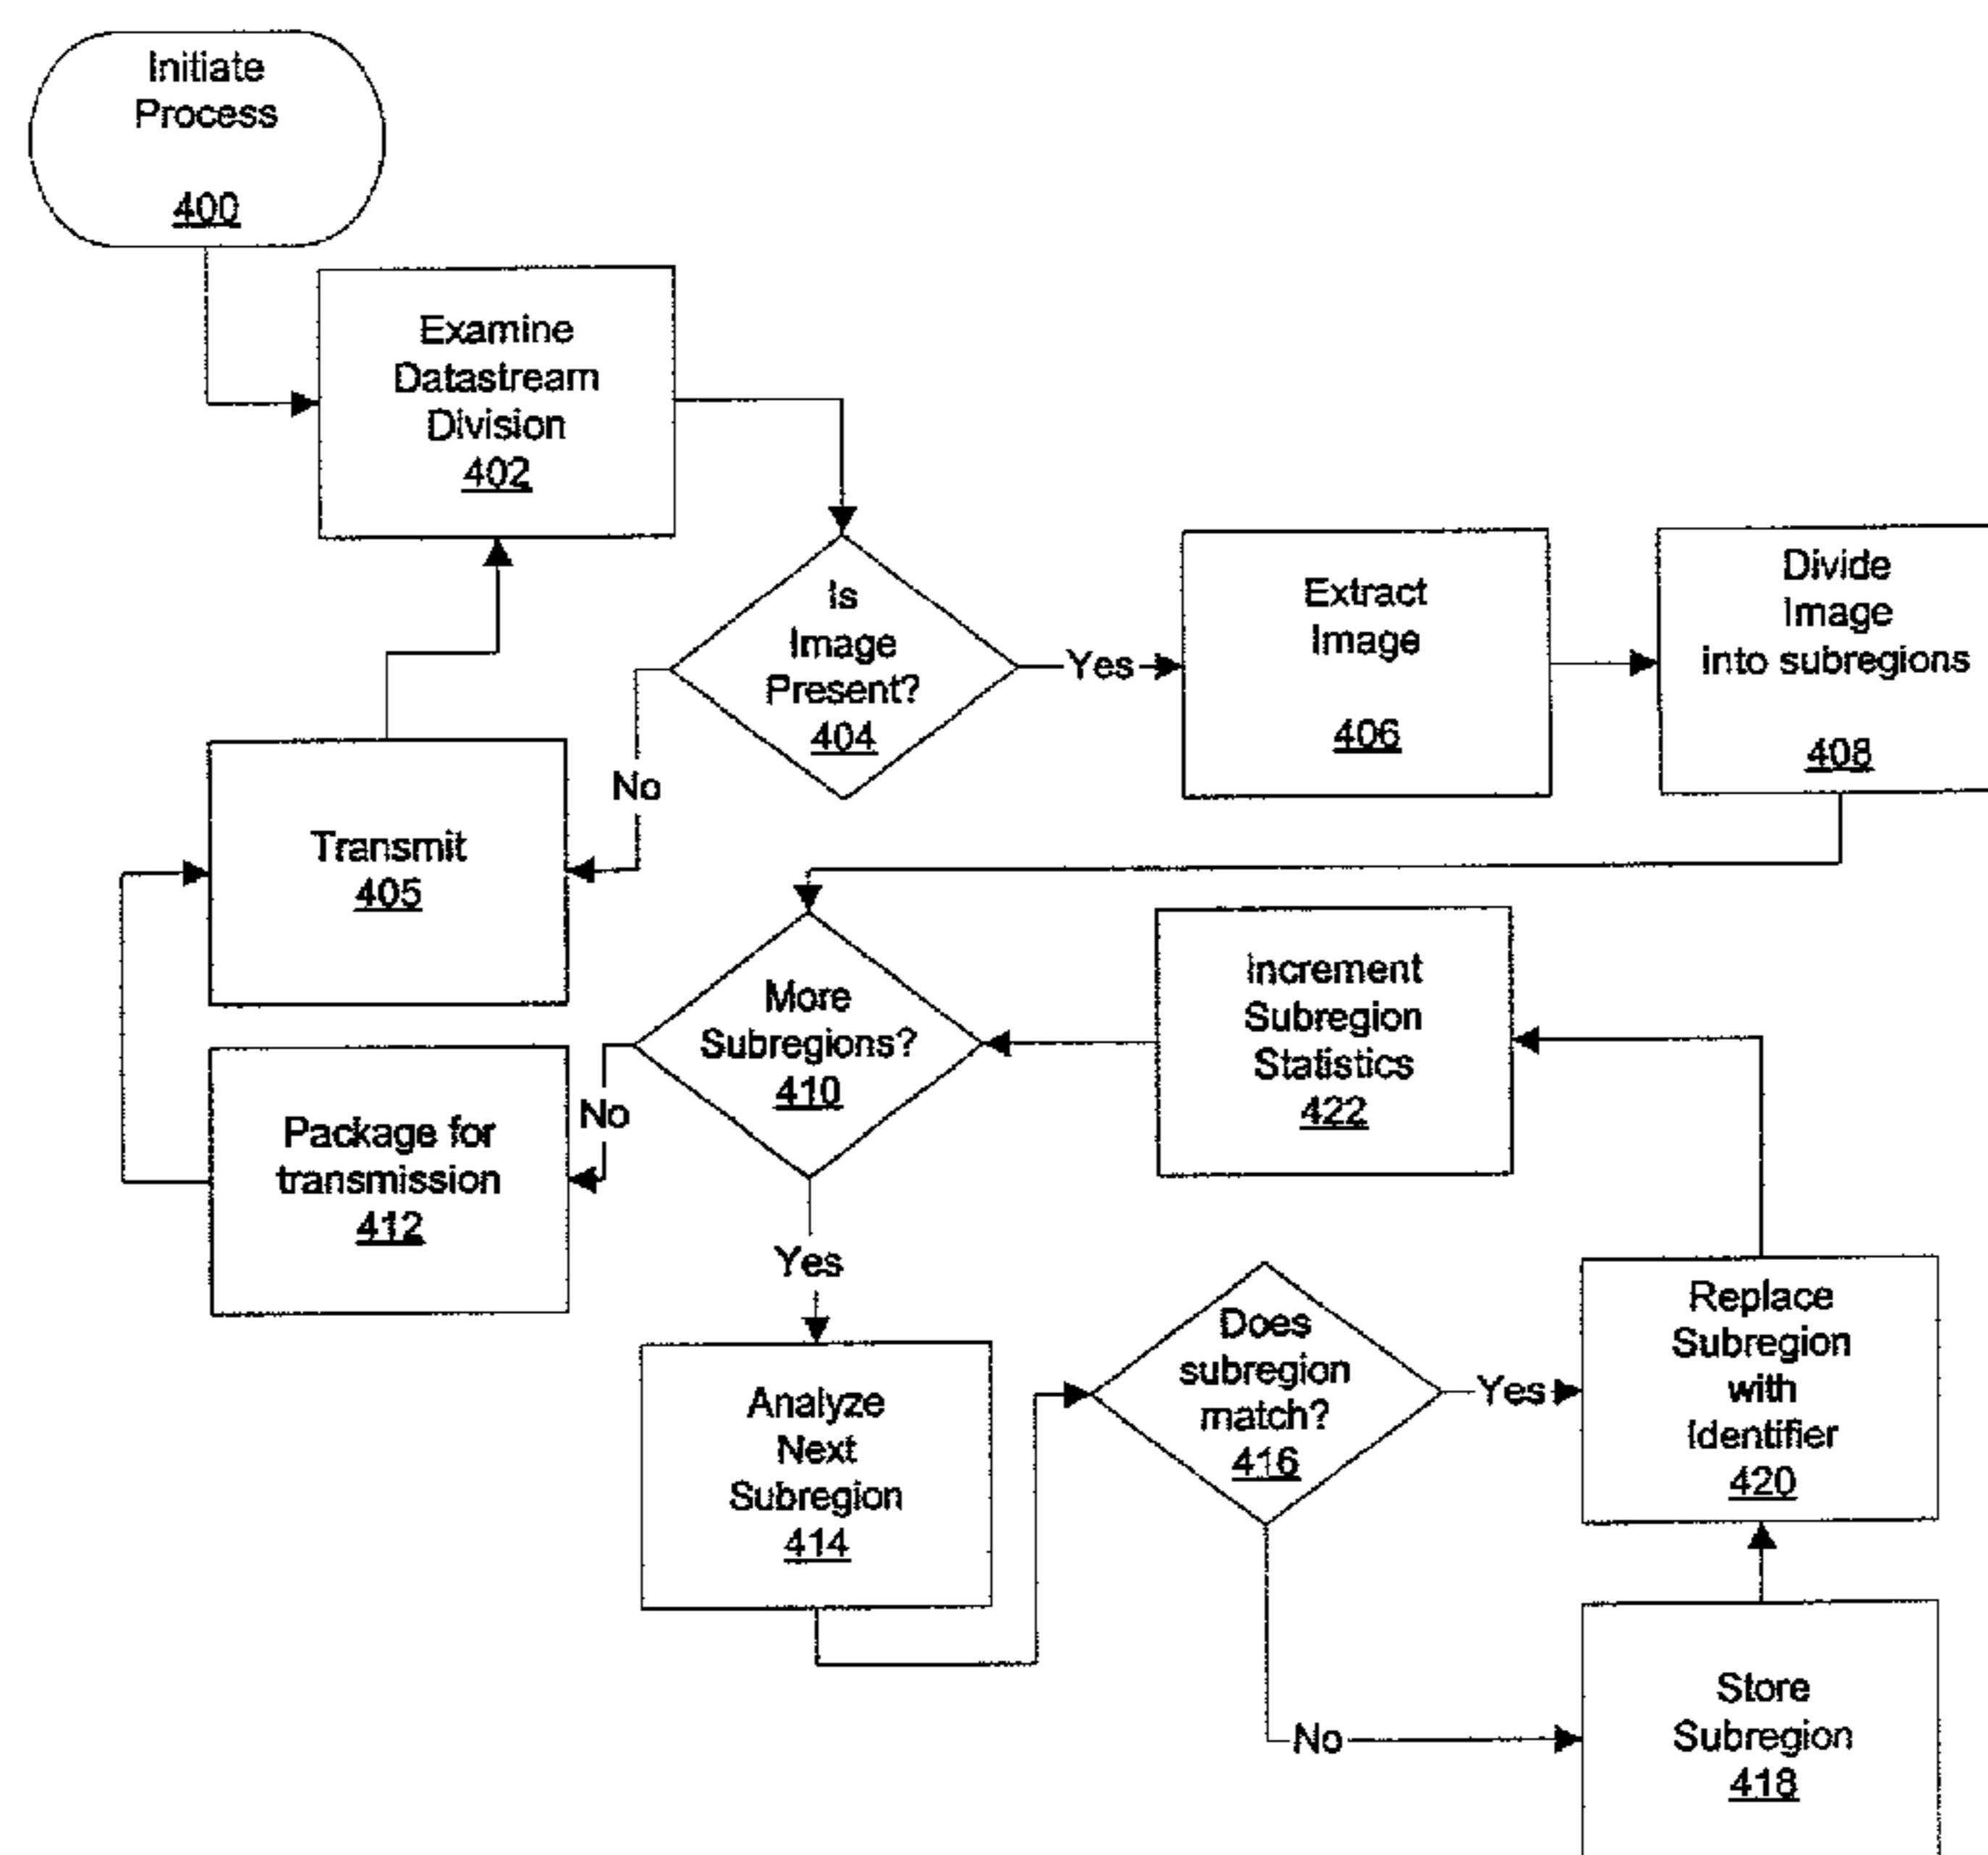 Initiate
Process
400
Examine
Datastream
Division
402
Is
Image
Present?
404
Yes
No
Extract
Image
406
Divide
Image
into subregions
408
Transmit
405
More
Subregions?
410
No
Yes
Increment
Subregion
Statistics
422
Package for
transmission
412
Analyze
Next
Subregion
414
Does
subregion
match?
416
Yes
No
Replace
Subregion
with
Identifier
420
Store
Subregion
418